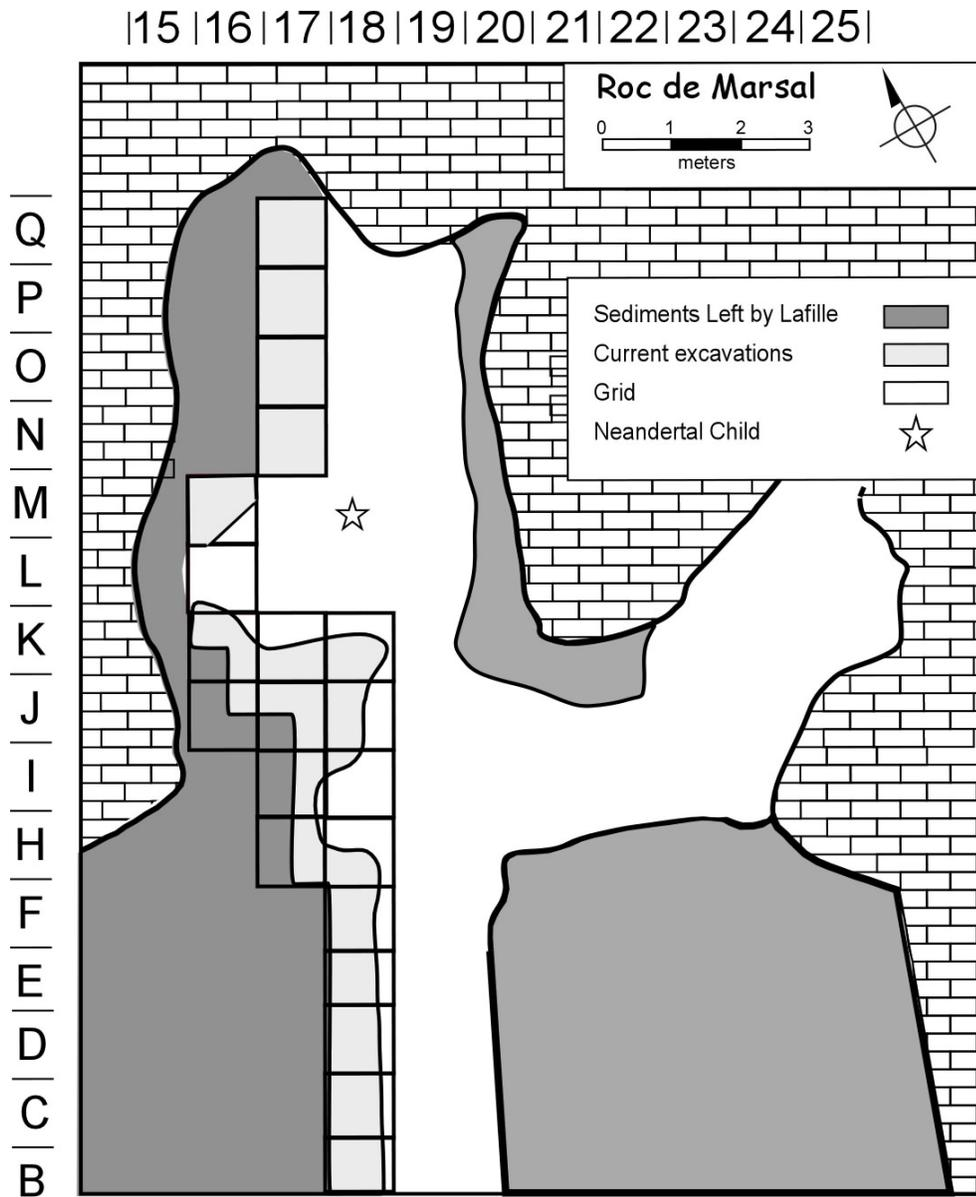 |15|16|17|18|19|20|21|22|23|24|25|
Roc de Marsal
0 1 2 3
meters
Q
P
Sediments Left by Lafille
Current excavations
O
Grid
N
Neandertal Child
M
L
K
J
I
H
F
E
D
C
B